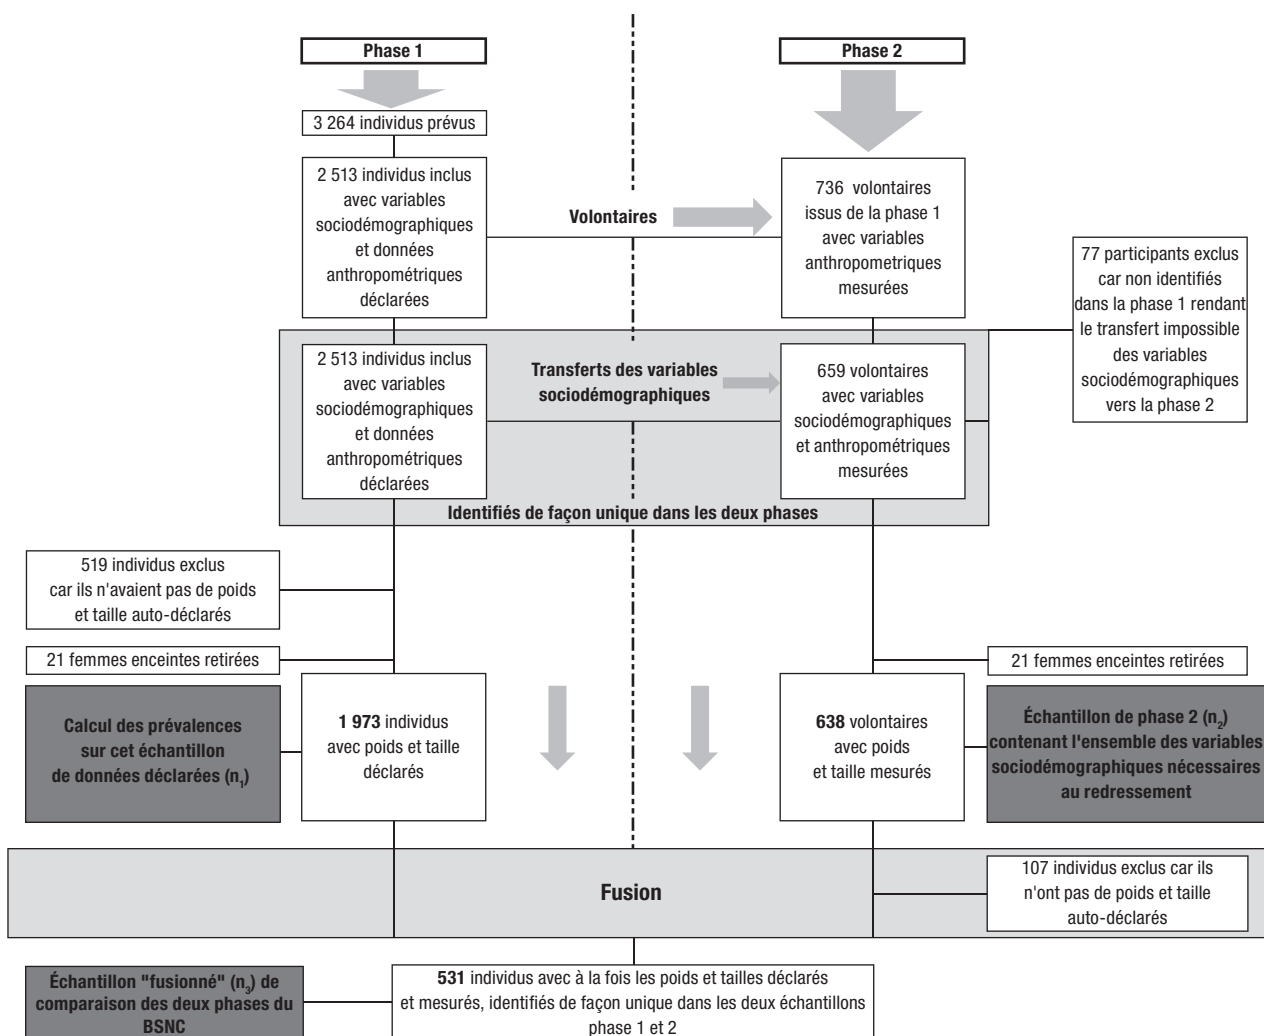 Phase 1
Phase 2
3 264 individus prévus
2 513 individus inclus
avec variables
sociodémographiques
et données
anthropométriques
déclarées
Volontaires
736 volontaires
issus de la phase 1
avec variables
anthropometriques
mesurées
77 participants exclus
car non identifiés
dans la phase 1 rendant
le transfert impossible
des variables
sociodémographiques
vers la phase 2
2 513 individus inclus
avec variables
sociodémographiques
et données
anthropométriques
déclarées
Transferts des variables
sociodémographiques
659 volontaires
avec variables
sociodémographiques
et anthropométriques
mesurées
Identifiés de façon unique dans les deux phases
519 individus exclus
car ils n'avaient pas de poids
et taille auto-déclarés
21 femmes enceintes retirées
21 femmes enceintes retirées
Calcul des prévalences
sur cet échantillon
de données déclarées (n1)
1 973 individus
avec poids et taille
déclarés
638 volontaires
avec poids
et taille mesurés
Échantillon de phase 2 (n2)
contenant l'ensemble des variables
sociodémographiques nécessaires
au redressement
Fusion
107 individus exclus car ils
n'ont pas de poids et taille
auto-déclarés
Échantillon "fusionné" (n3) de
comparaison des deux phases du
BSNC
531 individus avec à la fois les poids et tailles déclarés
et mesurés, identifiés de façon unique dans les deux échantillons
phase 1 et 2